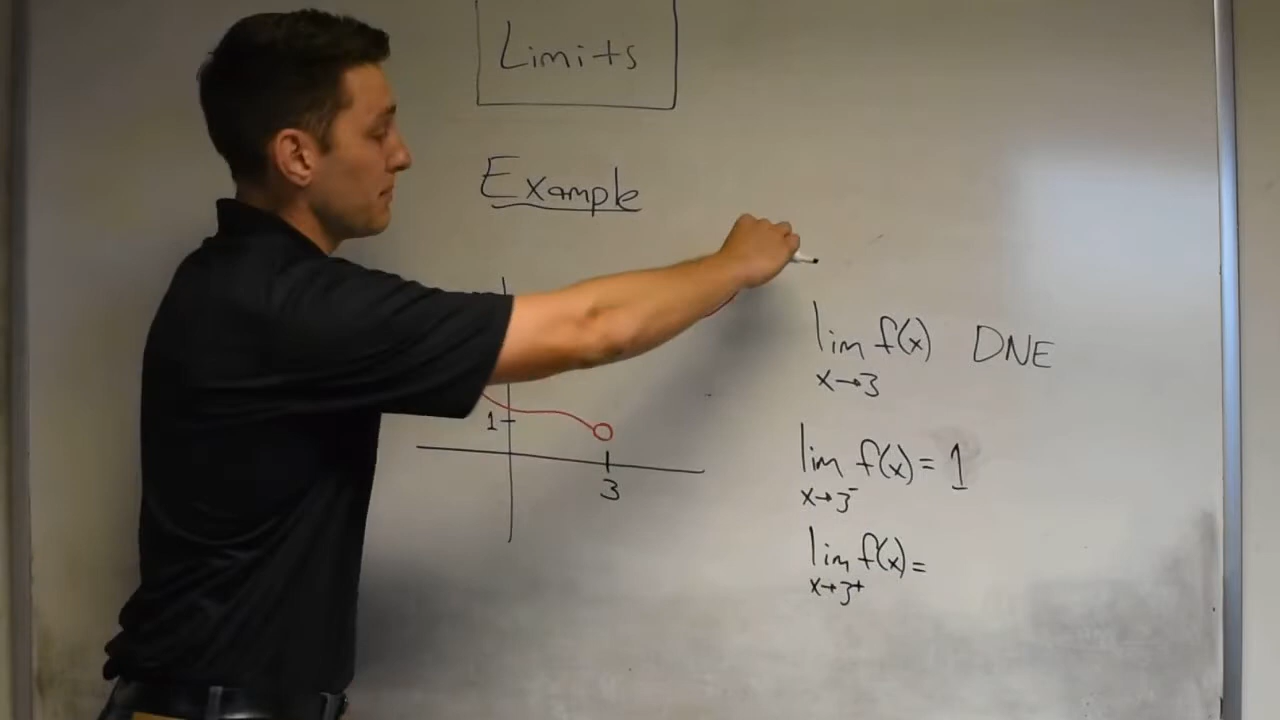 Limits
Example
1
3
lim f(x) DNE
x→3
lim f(x) = 1
x→3⁻
lim f(x) =
x→3⁺